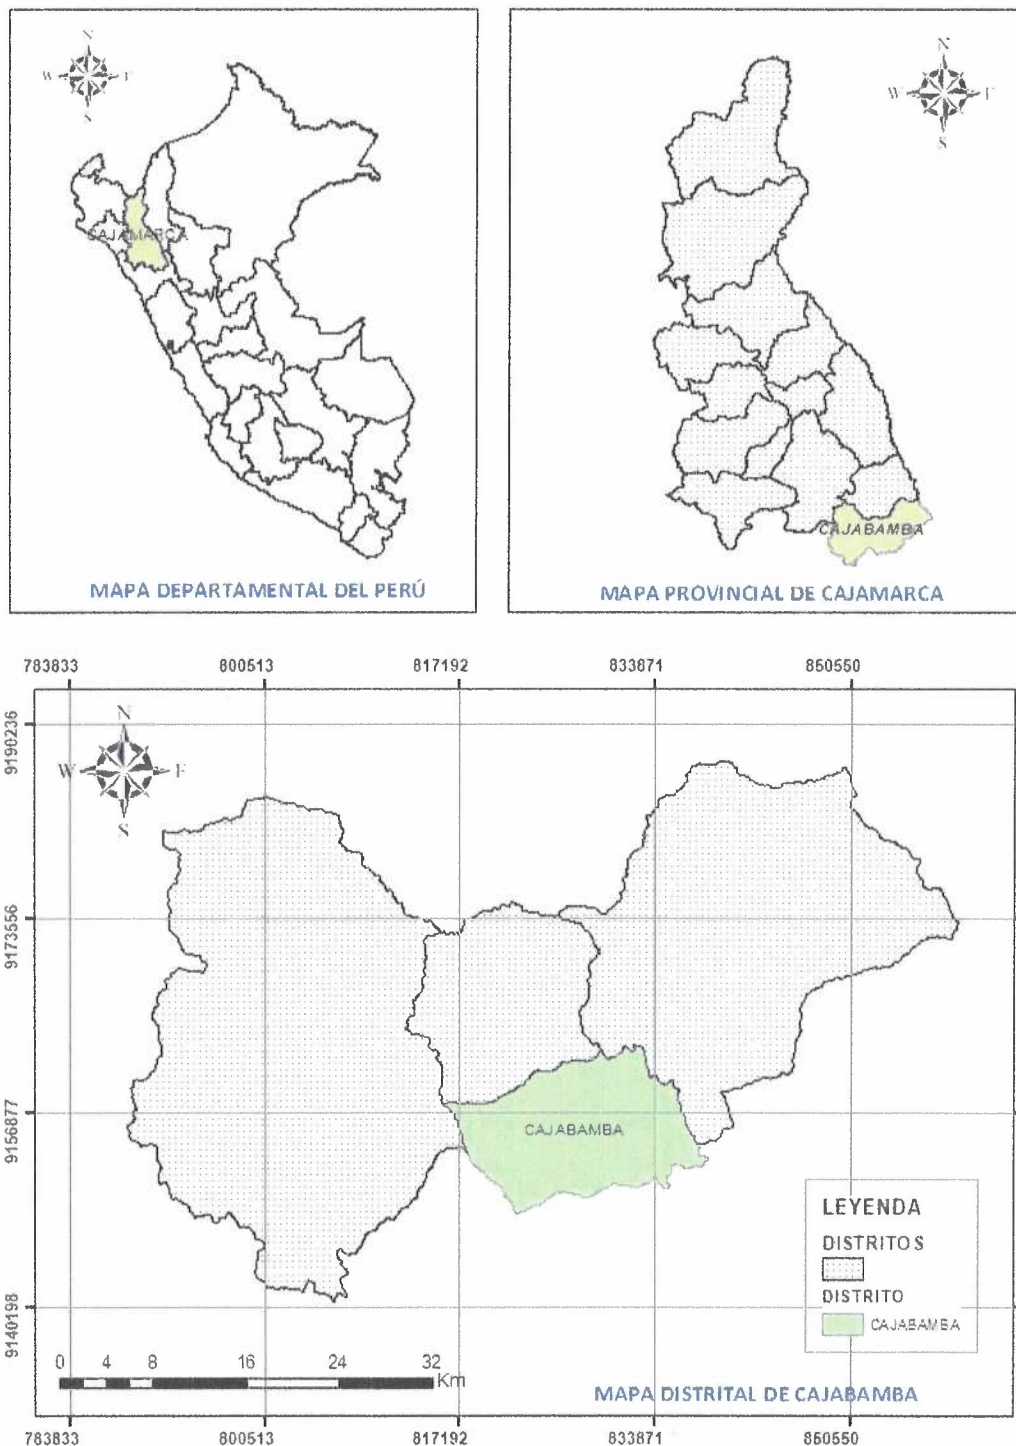 N
W E
S
CAJAMARCA
MAPA DEPARTAMENTAL DEL PERÚ
N
W E
S
CAJABAMBA
MAPA PROVINCIAL DE CAJAMARCA
783833 800513 817192 833871 850550
9190236
N
W E
S
9173556
9156877
CAJABAMBA
LEYENDA
DISTRITOS
DISTRITO
CAJABAMBA
9140198
0 4 8 16 24 32
Km
MAPA DISTRITAL DE CAJABAMBA
783833 800513 817192 833871 850550